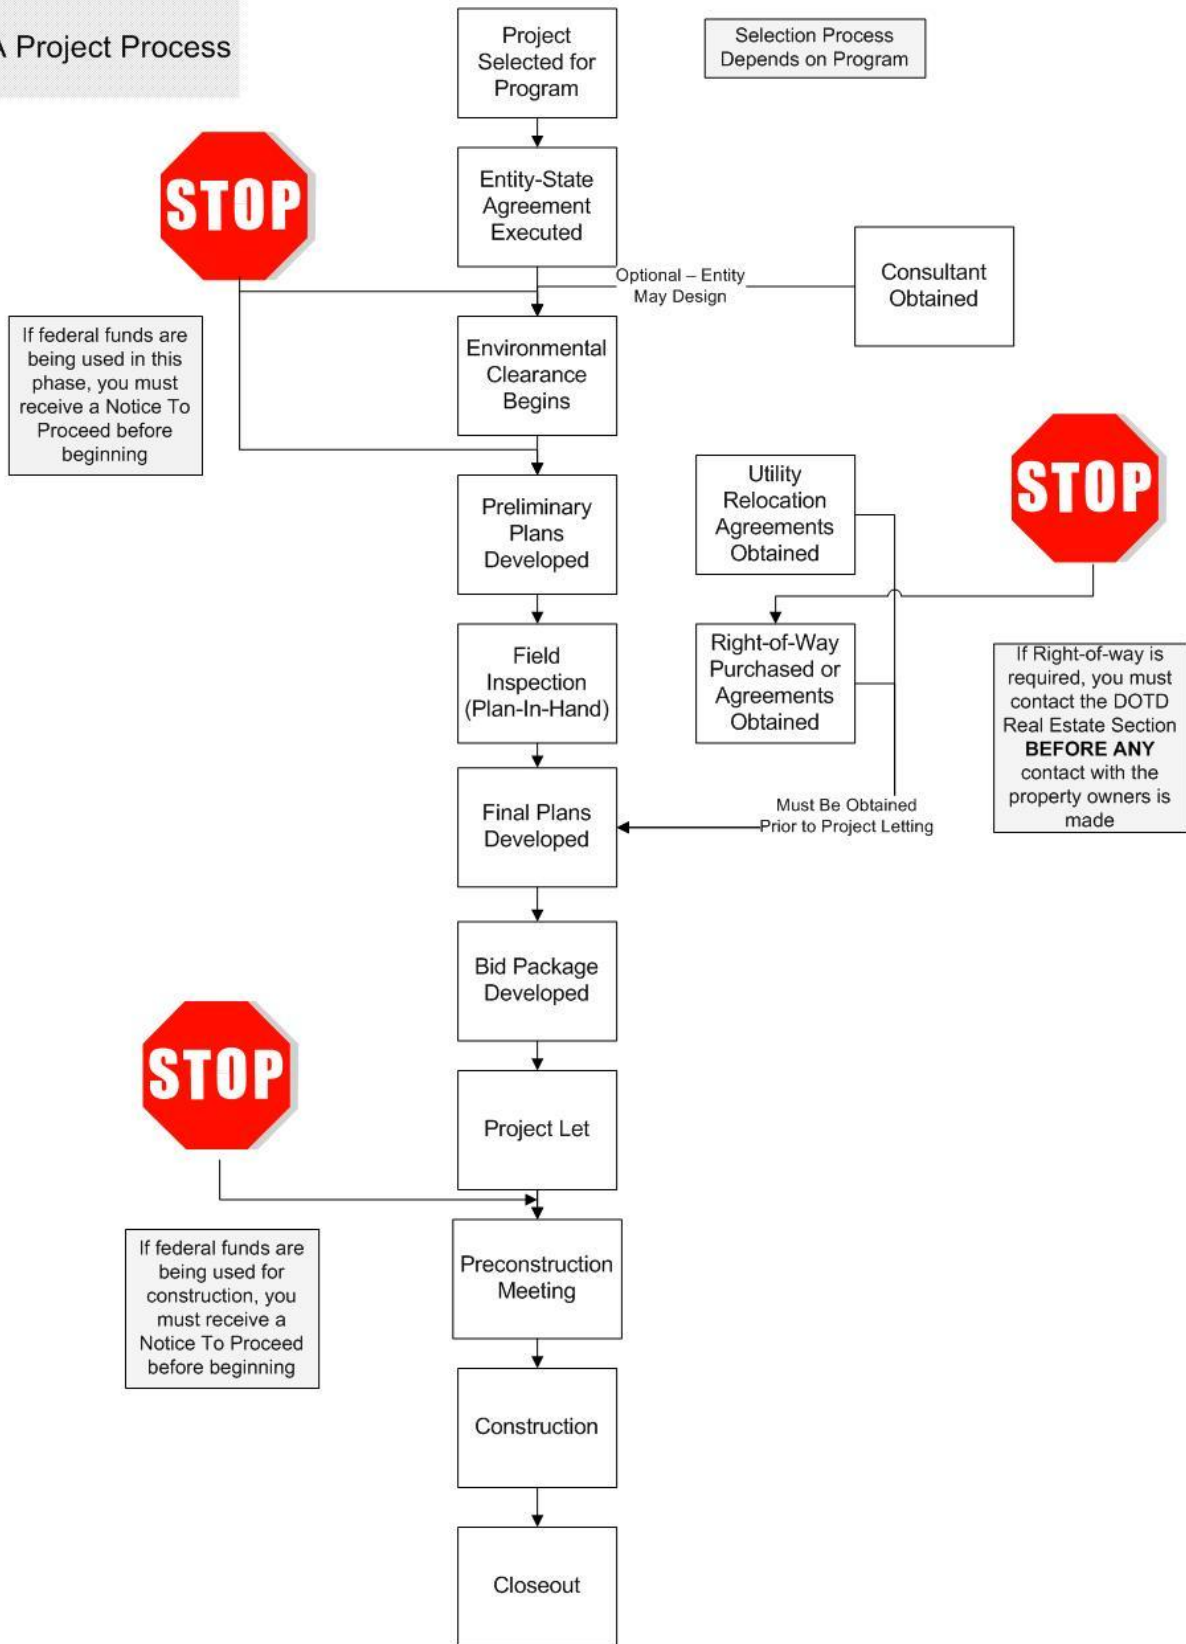 A Project Process
Project
Selected for
Program
Selection Process
Depends on Program
STOP
Entity-State
Agreement
Executed
Optional – Entity
May Design
Consultant
Obtained
If federal funds are
being used in this
phase, you must
receive a Notice To
Proceed before
beginning
Environmental
Clearance
Begins
STOP
Utility
Relocation
Agreements
Obtained
Preliminary
Plans
Developed
Field
Inspection
(Plan-In-Hand)
Right-of-Way
Purchased or
Agreements
Obtained
If Right-of-way is
required, you must
contact the DOTD
Real Estate Section
BEFORE ANY
contact with the
property owners is
made
Final Plans
Developed
Must Be Obtained
Prior to Project Letting
Bid Package
Developed
STOP
Project Let
If federal funds are
being used for
construction, you
must receive a
Notice To Proceed
before beginning
Preconstruction
Meeting
Construction
Closeout